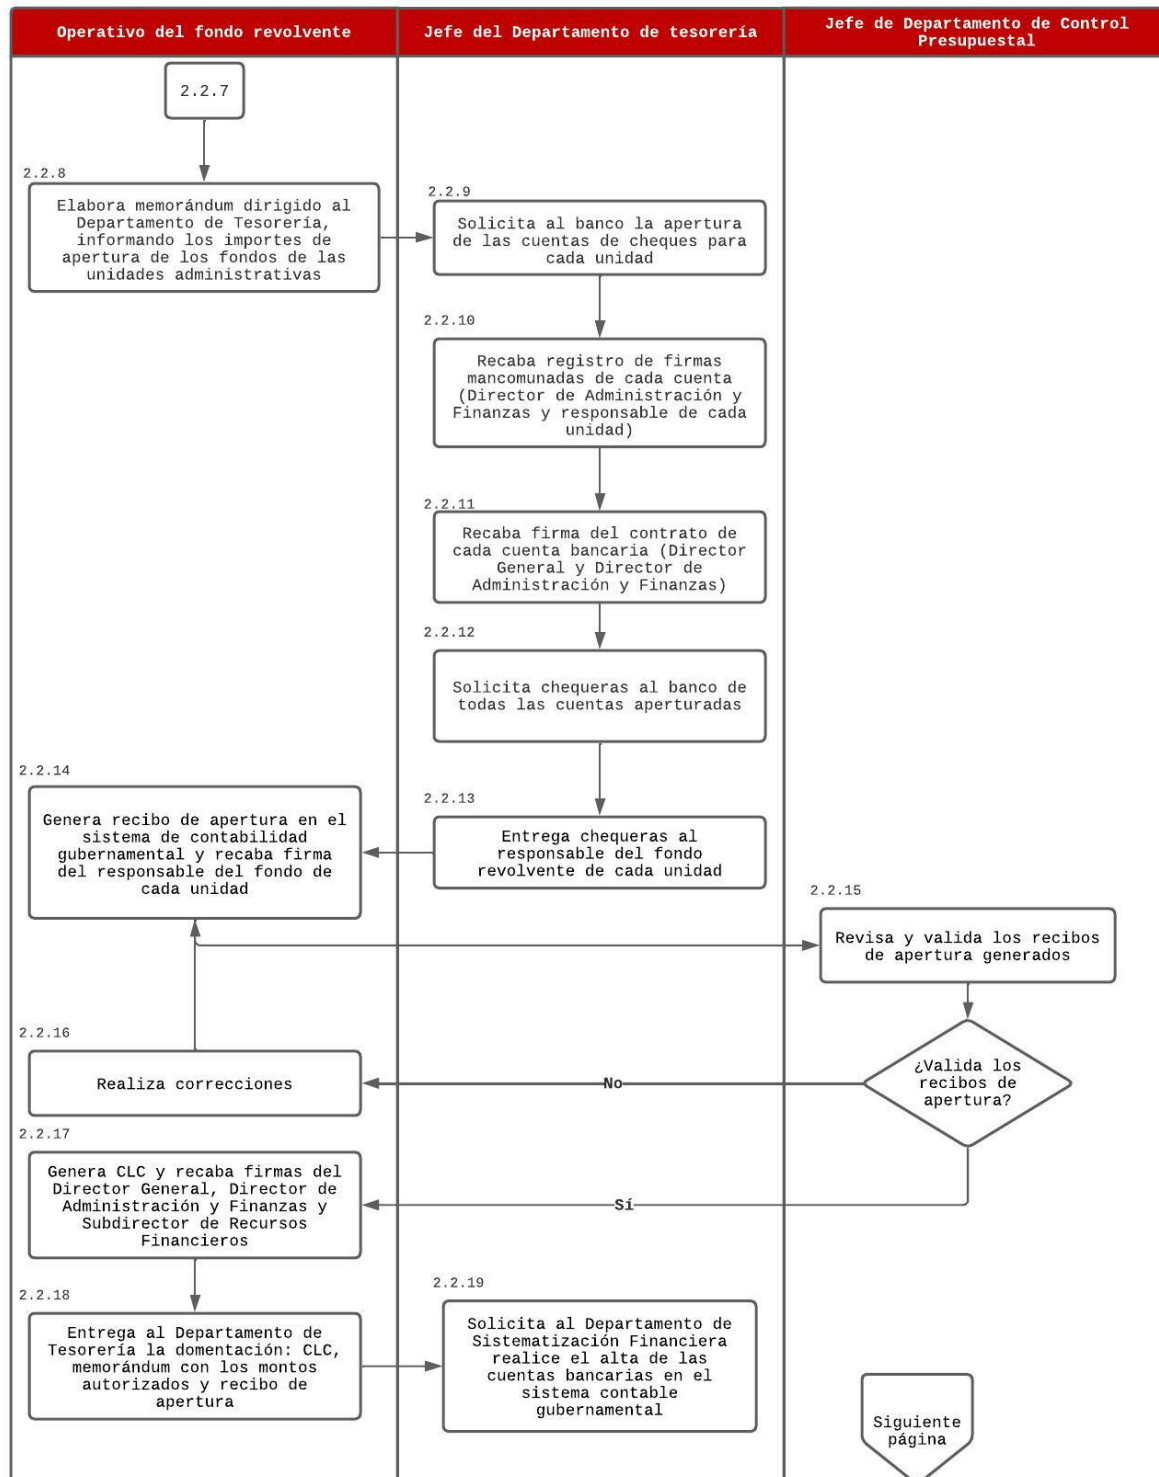 Operativo del fondo revolvente
Jefe del Departamento de tesorería
Jefe de Departamento de Control
Presupuestal
2.2.7
2.2.8
Elabora memorándum dirigido al
Departamento de Tesorería,
informando los importes de
apertura de los fondos de las
unidades administrativas
2.2.9
Solicita al banco la apertura
de las cuentas de cheques para
cada unidad
2.2.10
Recaba registro de firmas
mancomunadas de cada cuenta
(Director de Administración y
Finanzas y responsable de cada
unidad)
2.2.11
Recaba firma del contrato de
cada cuenta bancaria (Director
General y Director de
Administración y Finanzas)
2.2.12
Solicita chequeras al banco de
todas las cuentas aperturadas
2.2.13
Entrega chequeras al
responsable del fondo
revolvente de cada unidad
2.2.14
Genera recibo de apertura en el
sistema de contabilidad
gubernamental y recaba firma
del responsable del fondo de
cada unidad
2.2.15
Revisa y valida los recibos
de apertura generados
¿Valida los
recibos de
apertura?
No
2.2.16
Realiza correcciones
Sí
2.2.17
Genera CLC y recaba firmas del
Director General, Director de
Administración y Finanzas y
Subdirector de Recursos
Financieros
2.2.18
Entrega al Departamento de
Tesorería la domentación: CLC,
memorándum con los montos
autorizados y recibo de
apertura
2.2.19
Solicita al Departamento de
Sistematización Financiera
realice el alta de las
cuentas bancarias en el
sistema contable
gubernamental
Siguiente
página